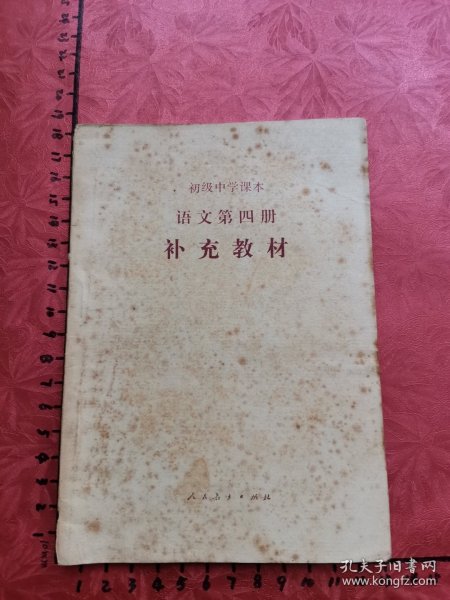 初级中学课本
语文第四册
补充教材
人民教育出版社
孔夫子旧书网
www.kongfz.com